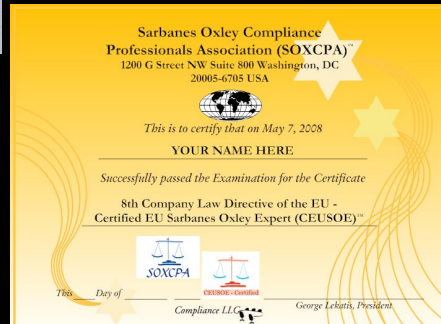 Sarbanes Oxley Compliance
Professionals Association (SOXCPA)™
1200 G Street NW Suite 800 Washington, DC
20005-6705 USA
This is to certify that on May 7, 2008
YOUR NAME HERE
Successfully passed the Examination for the Certificate
8th Company Law Directive of the EU -
Certified EU Sarbanes Oxley Expert (CEUSOE)™
SOXCPA
CEUSOE - Certified
This Day of
Compliance LLC
George Lekatis, President